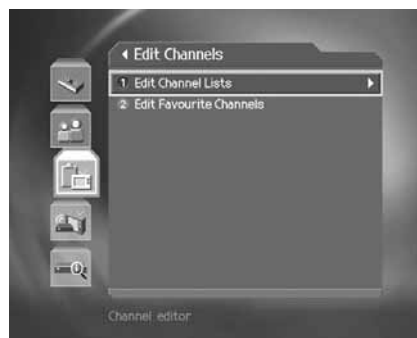 Edit Channels
1 Edit Channel Lists
2 Edit Favourite Channels
Channel editor